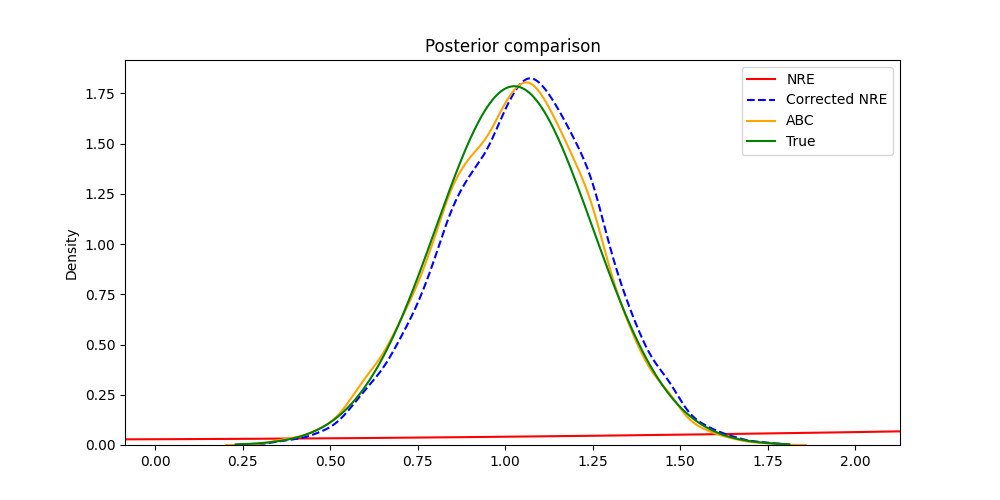 Posterior comparison
NRE
Corrected NRE
ABC
True
Density
1.75
1.50
1.25
1.00
0.75
0.50
0.25
0.00
0.00 0.25 0.50 0.75 1.00 1.25 1.50 1.75 2.00